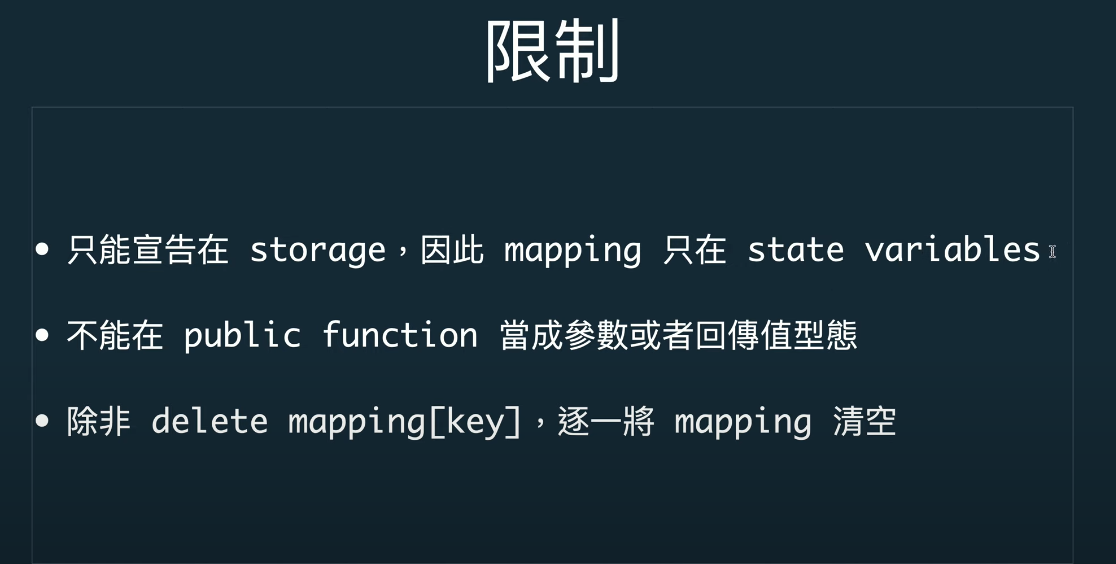 限制
• 只能宣告在 storage，因此 mapping 只在 state variables
• 不能在 public function 當成參數或者回傳值型態
• 除非 delete mapping[key]，逐一將 mapping 清空